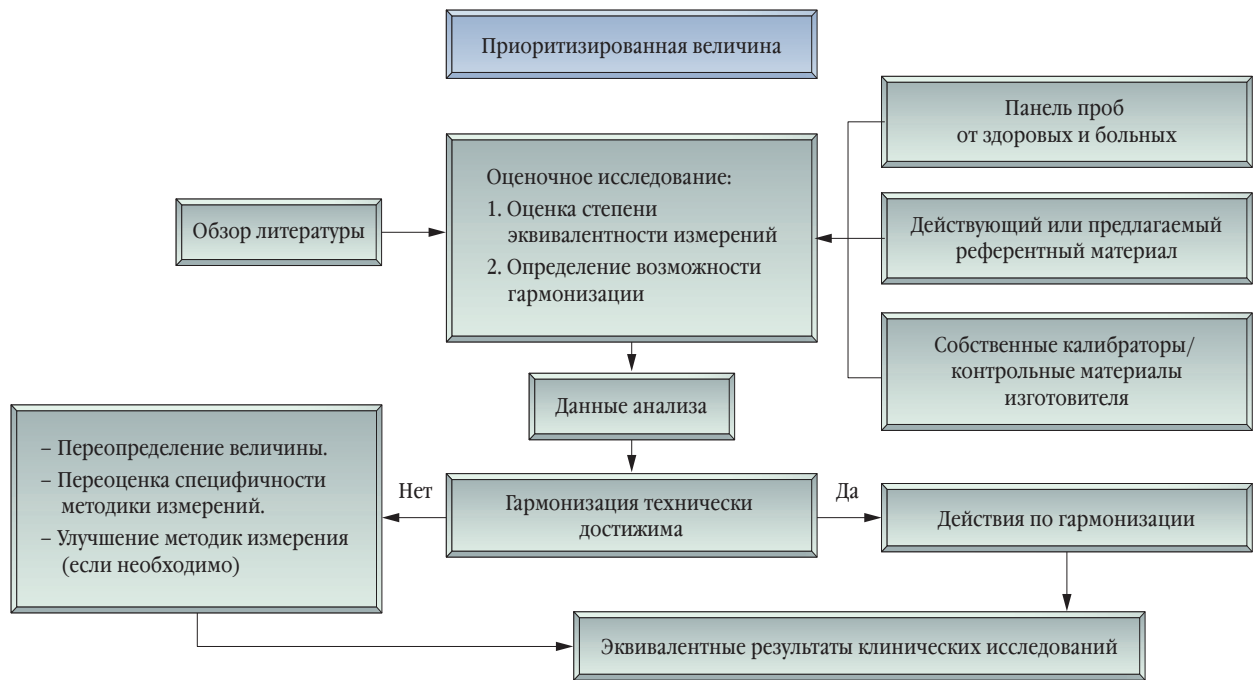 Приоритизированная величина
Панель проб
от здоровых и больных
Оценочное исследование:
1. Оценка степени
эквивалентности измерений
2. Определение возможности
гармонизации
Обзор литературы
Действующий или предлагаемый
референтный материал
Собственные калибраторы/
контрольные материалы
изготовителя
Данные анализа
– Переопределение величины.
– Переоценка специфичности
методики измерений.
– Улучшение методик измерения
(если необходимо)
Нет
Гармонизация технически
достижима
Да
Действия по гармонизации
Эквивалентные результаты клинических исследований